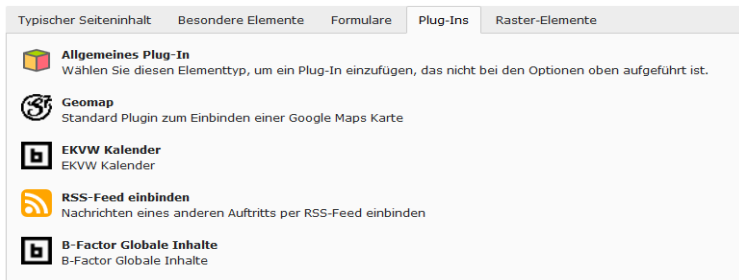 Typischer Seiteninhalt Besondere Elemente Formulare Plug-Ins Raster-Elemente
Allgemeines Plug-In
Wählen Sie diesen Elementtyp, um ein Plug-In einzufügen, das nicht bei den Optionen oben aufgeführt ist.
Geomap
Standard Plugin zum Einbinden einer Google Maps Karte
EKVW Kalender
EKVW Kalender
RSS-Feed einbinden
Nachrichten eines anderen Auftritts per RSS-Feed einbinden
B-Factor Globale Inhalte
B-Factor Globale Inhalte